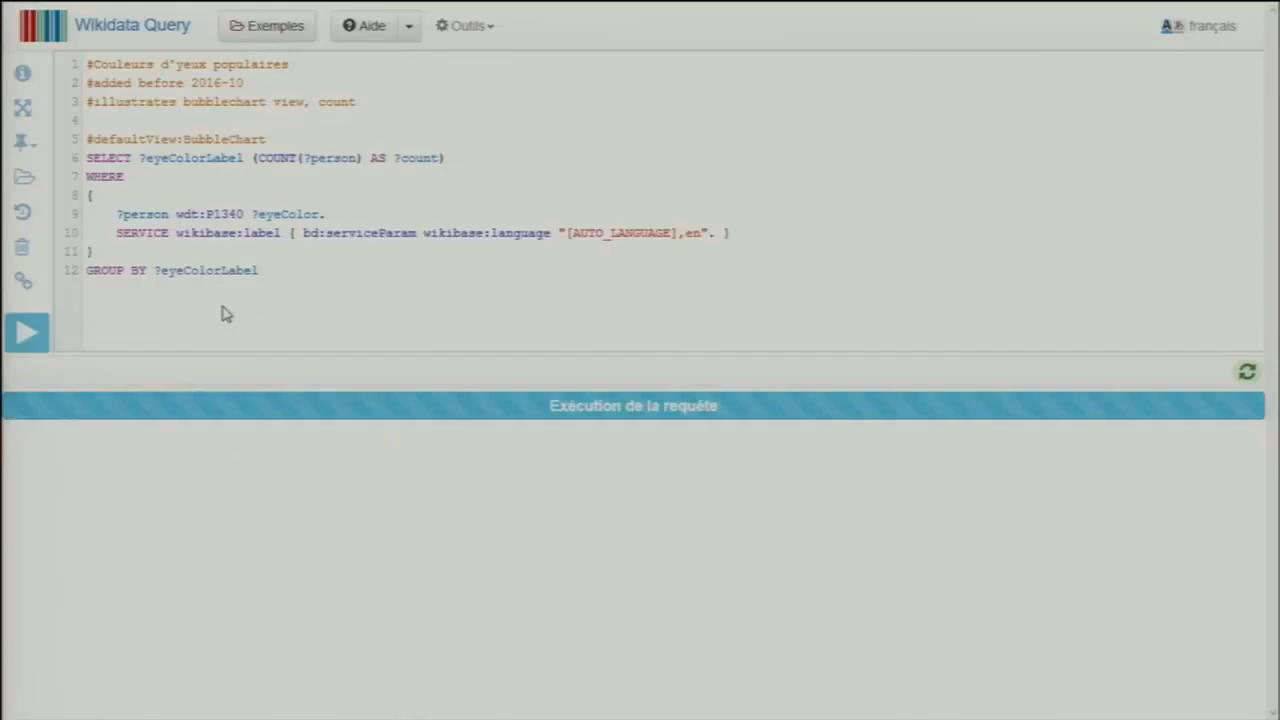 Wikidata Query Exemples Aide Outils français
1 #Couleurs d'yeux populaires
2 #added before 2016-10
3 #illustrates bubblechart view, count
4
5 #defaultView:BubbleChart
6 SELECT ?eyeColorLabel (COUNT(?person) AS ?count)
7 WHERE
8 {
9 ?person wdt:P1340 ?eyeColor.
10 SERVICE wikibase:label { bd:serviceParam wikibase:language "[AUTO_LANGUAGE],en". }
11 }
12 GROUP BY ?eyeColorLabel
Exécution de la requête